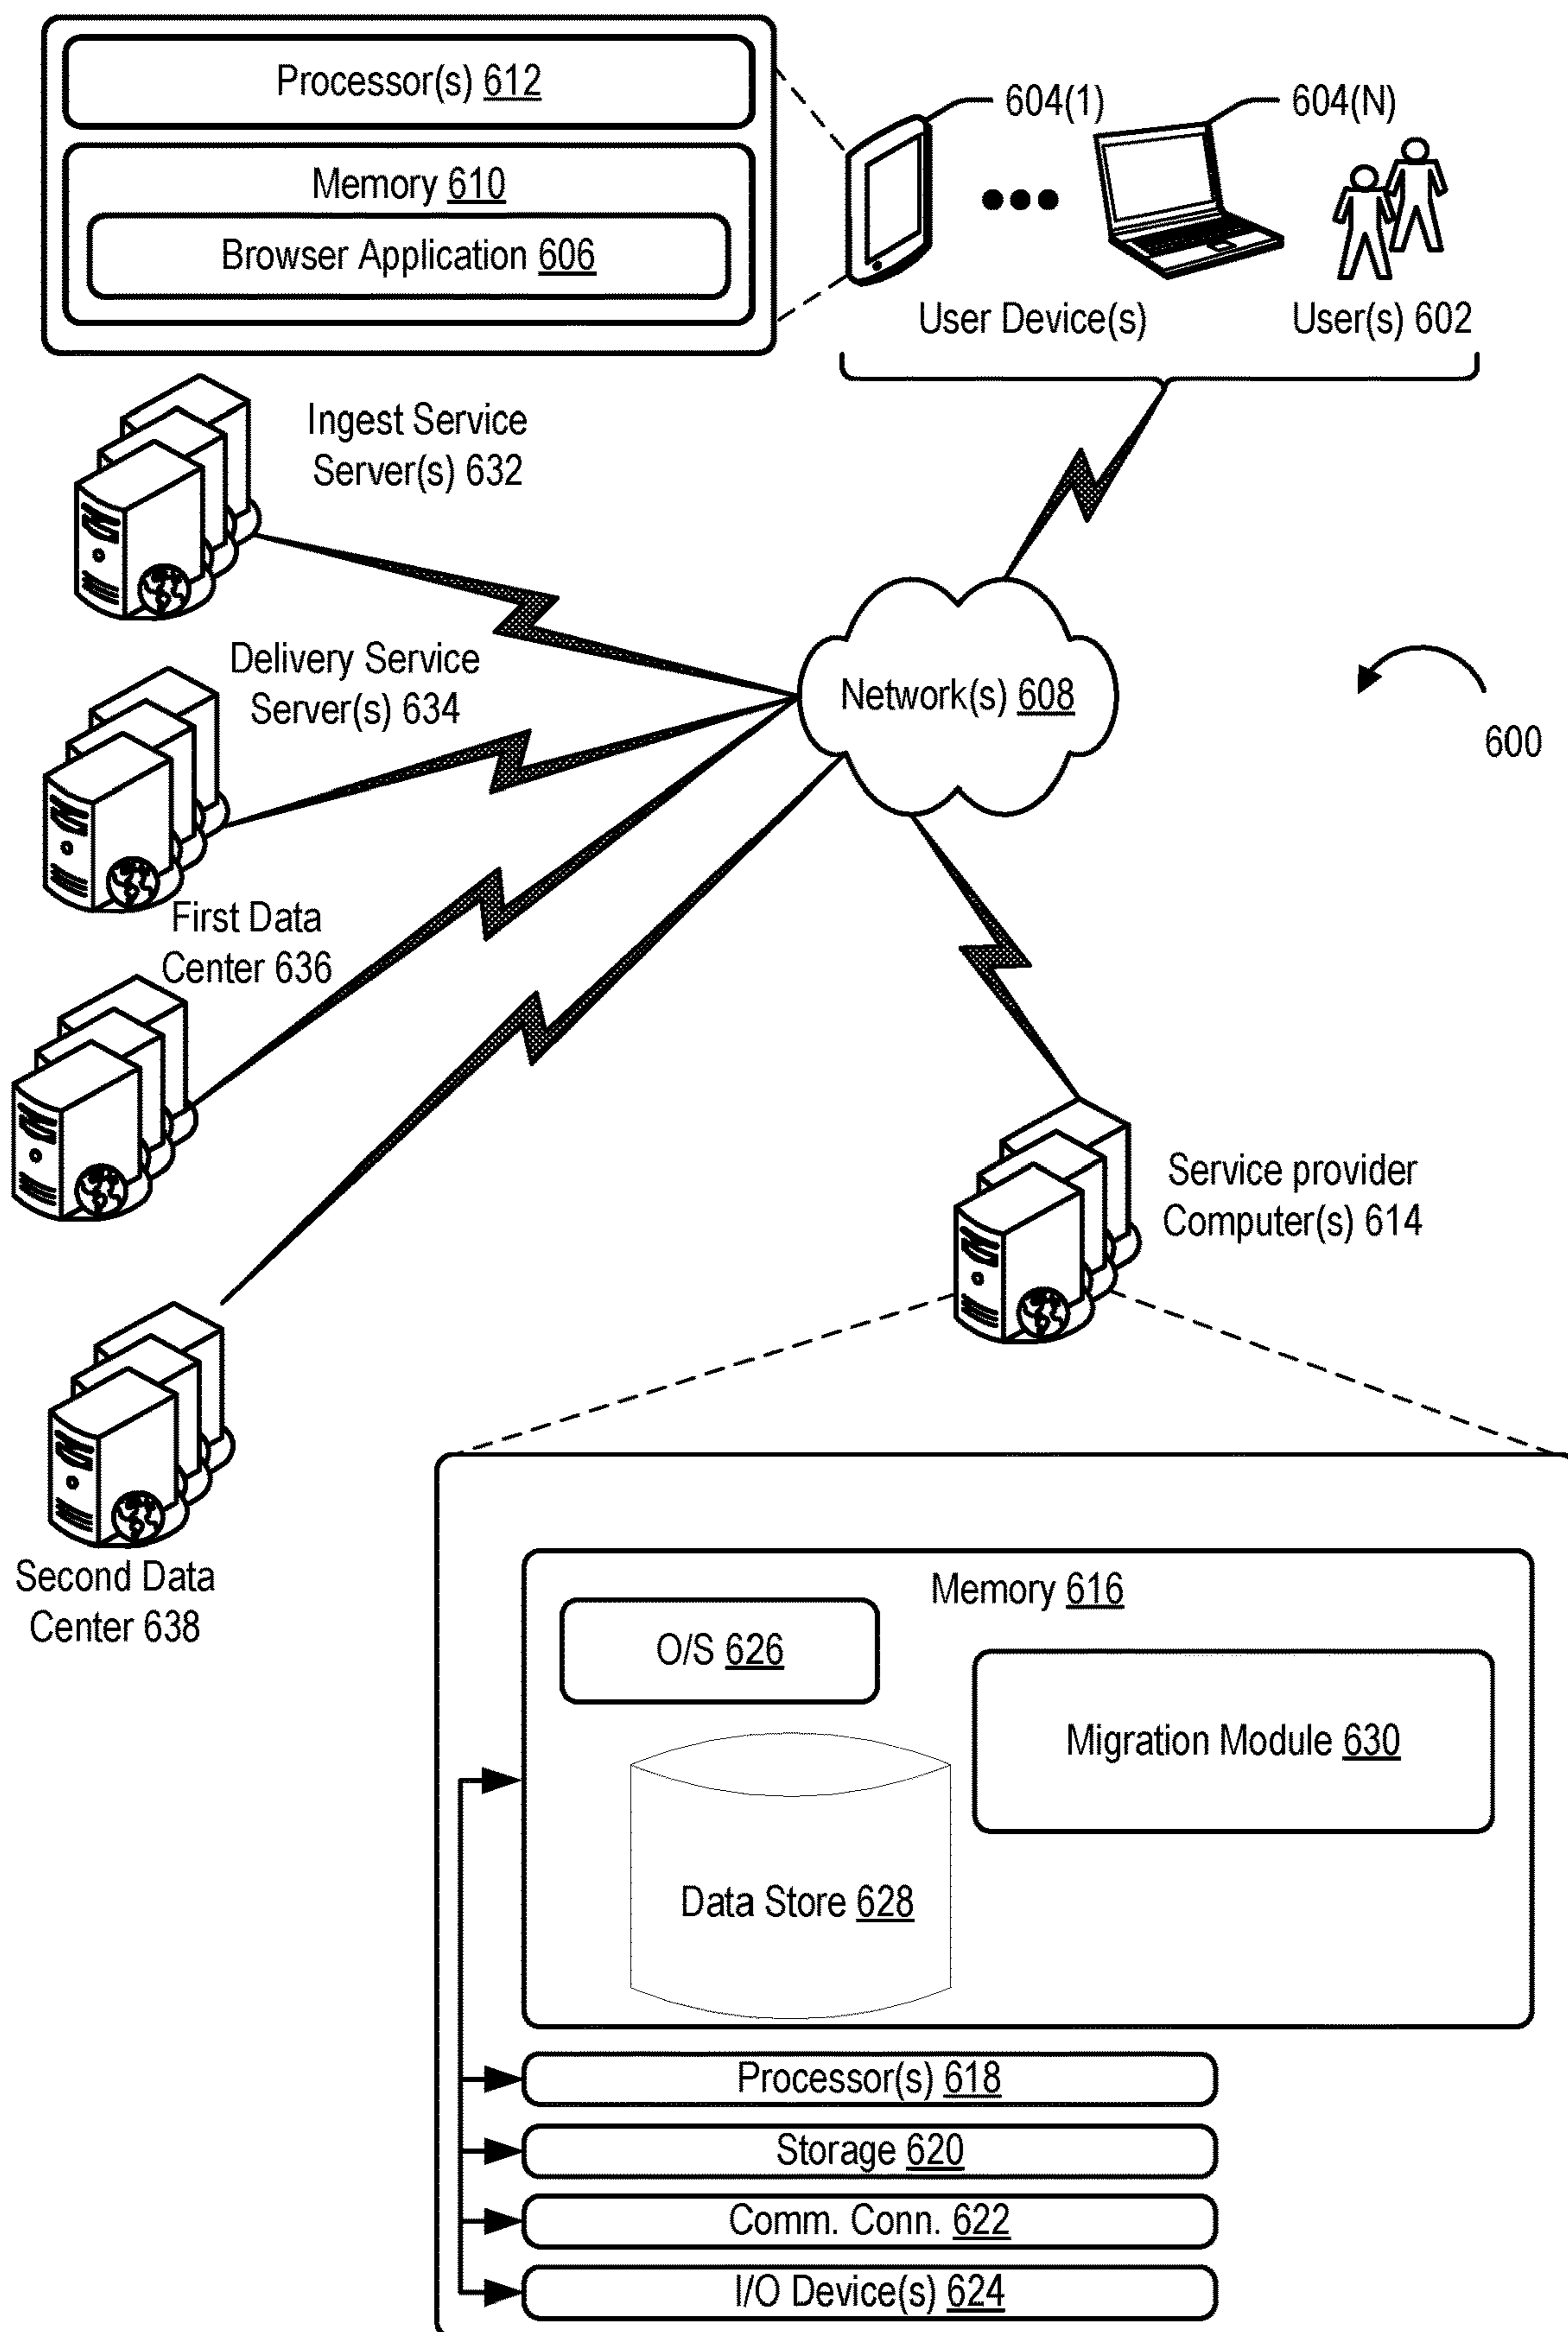 Processor(s) 612
Memory 610
Browser Application 606
604(1)
604(N)
User Device(s)
User(s) 602
Ingest Service
Server(s) 632
Delivery Service
Server(s) 634
Network(s) 608
600
First Data
Center 636
Service provider
Computer(s) 614
Second Data
Center 638
Memory 616
O/S 626
Migration Module 630
Data Store 628
Processor(s) 618
Storage 620
Comm. Conn. 622
I/O Device(s) 624